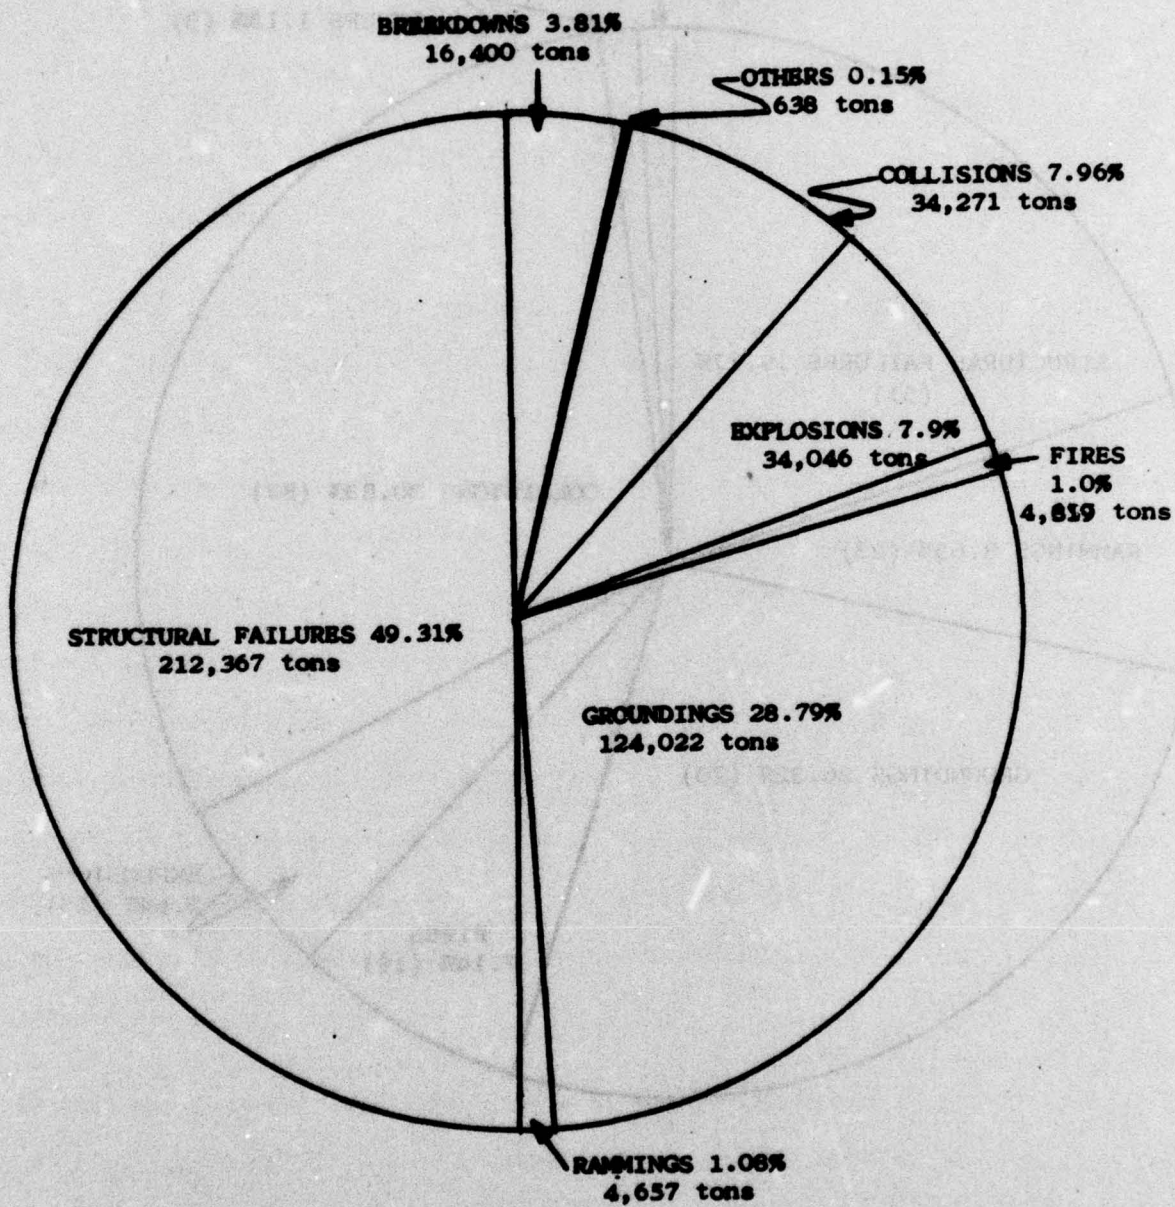 BREAKDOWNS 3.81%
16,400 tons
OTHERS 0.15%
638 tons
COLLISIONS 7.96%
34,271 tons
EXPLOSIONS 7.9%
34,046 tons
FIRES
1.0%
tons
STRUCTURAL FAILURES 49.31%
212,367 tons
GROUNDINGS 28.79%
124,022 tons
RAMMINGS 1.08%
4,657 tons